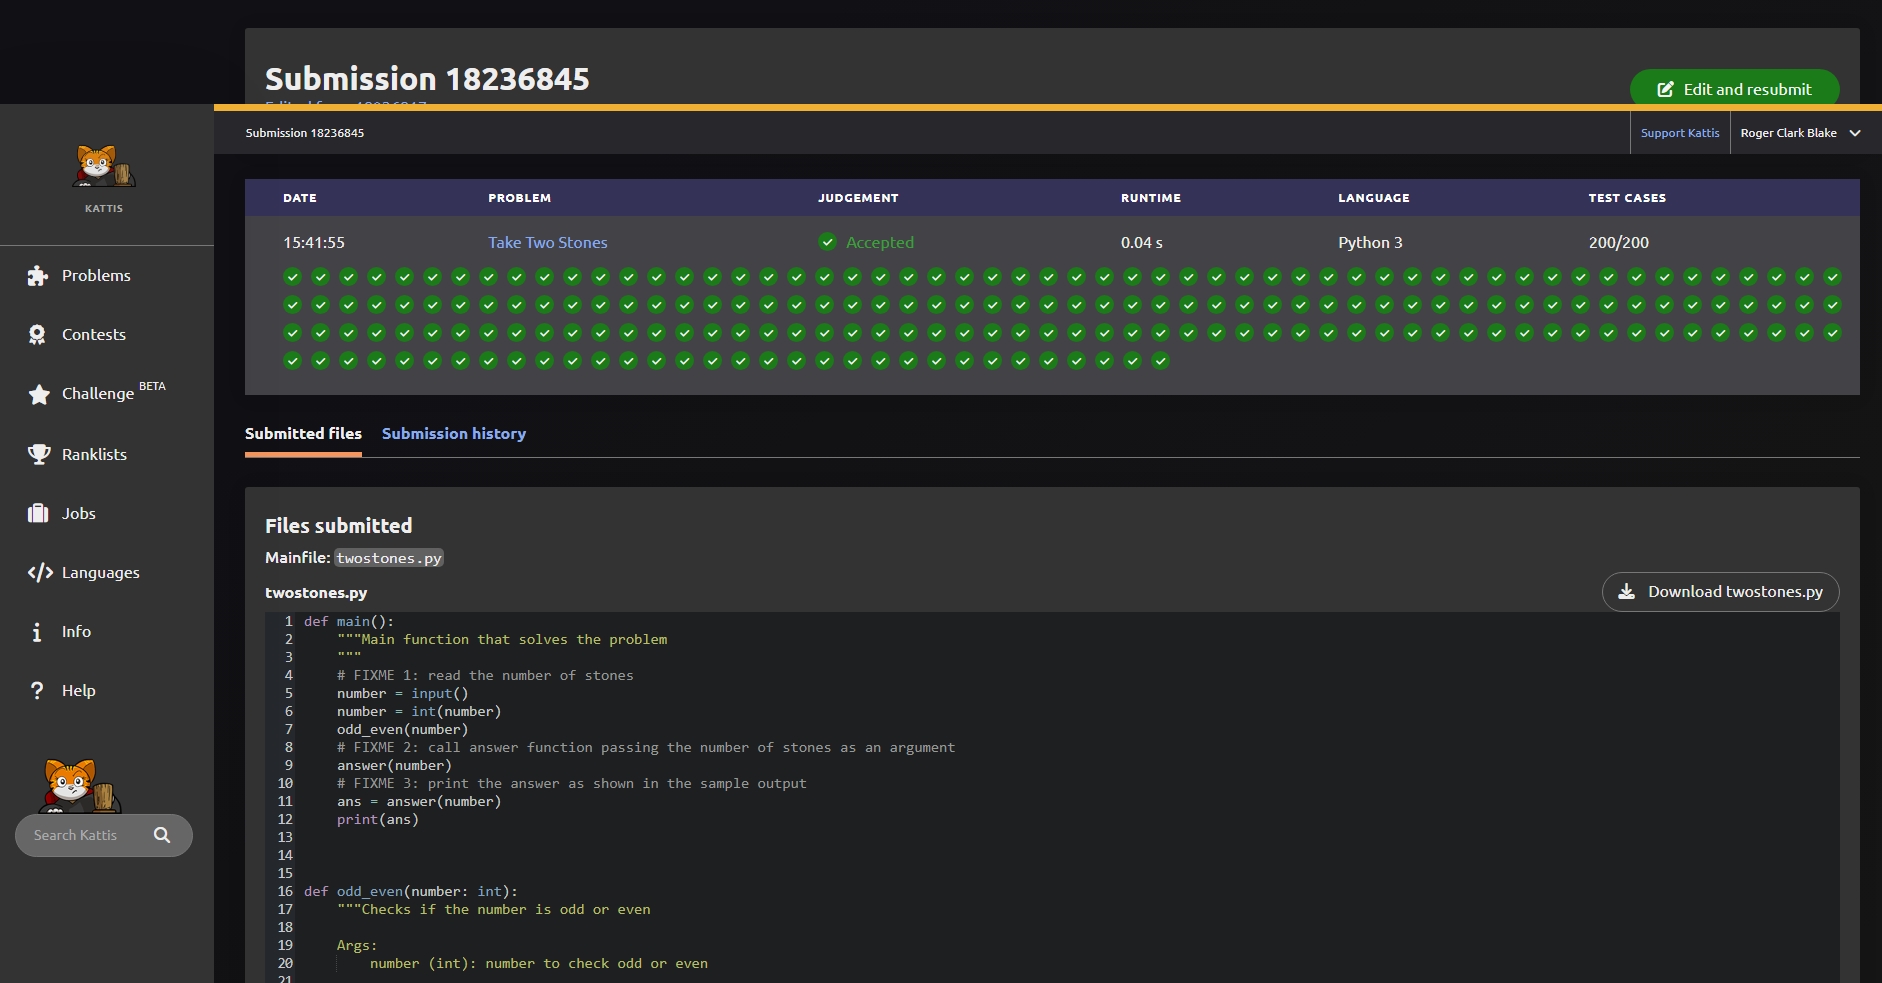 Submission 18236845
Edit and resubmit
Submission 18236845
Support Kattis
Roger Clark Blake
KATTIS
DATE PROBLEM JUDGEMENT RUNTIME LANGUAGE TEST CASES
15:41:55 Take Two Stones Accepted 0.04 s Python 3 200/200
Problems
Contests
Challenge BETA
Ranklists
Jobs
Languages
Info
Help
Search Kattis
Submitted files
Submission history
Files submitted
Mainfile: twostones.py
twostones.py
Download twostones.py
1 def main():
2     """Main function that solves the problem
3     """
4     # FIXME 1: read the number of stones
5     number = input()
6     number = int(number)
7     odd_even(number)
8     # FIXME 2: call answer function passing the number of stones as an argument
9     answer(number)
10     # FIXME 3: print the answer as shown in the sample output
11     ans = answer(number)
12     print(ans)
13
14
15
16 def odd_even(number: int):
17     """Checks if the number is odd or even
18
19     Args:
20         number (int): number to check odd or even
21